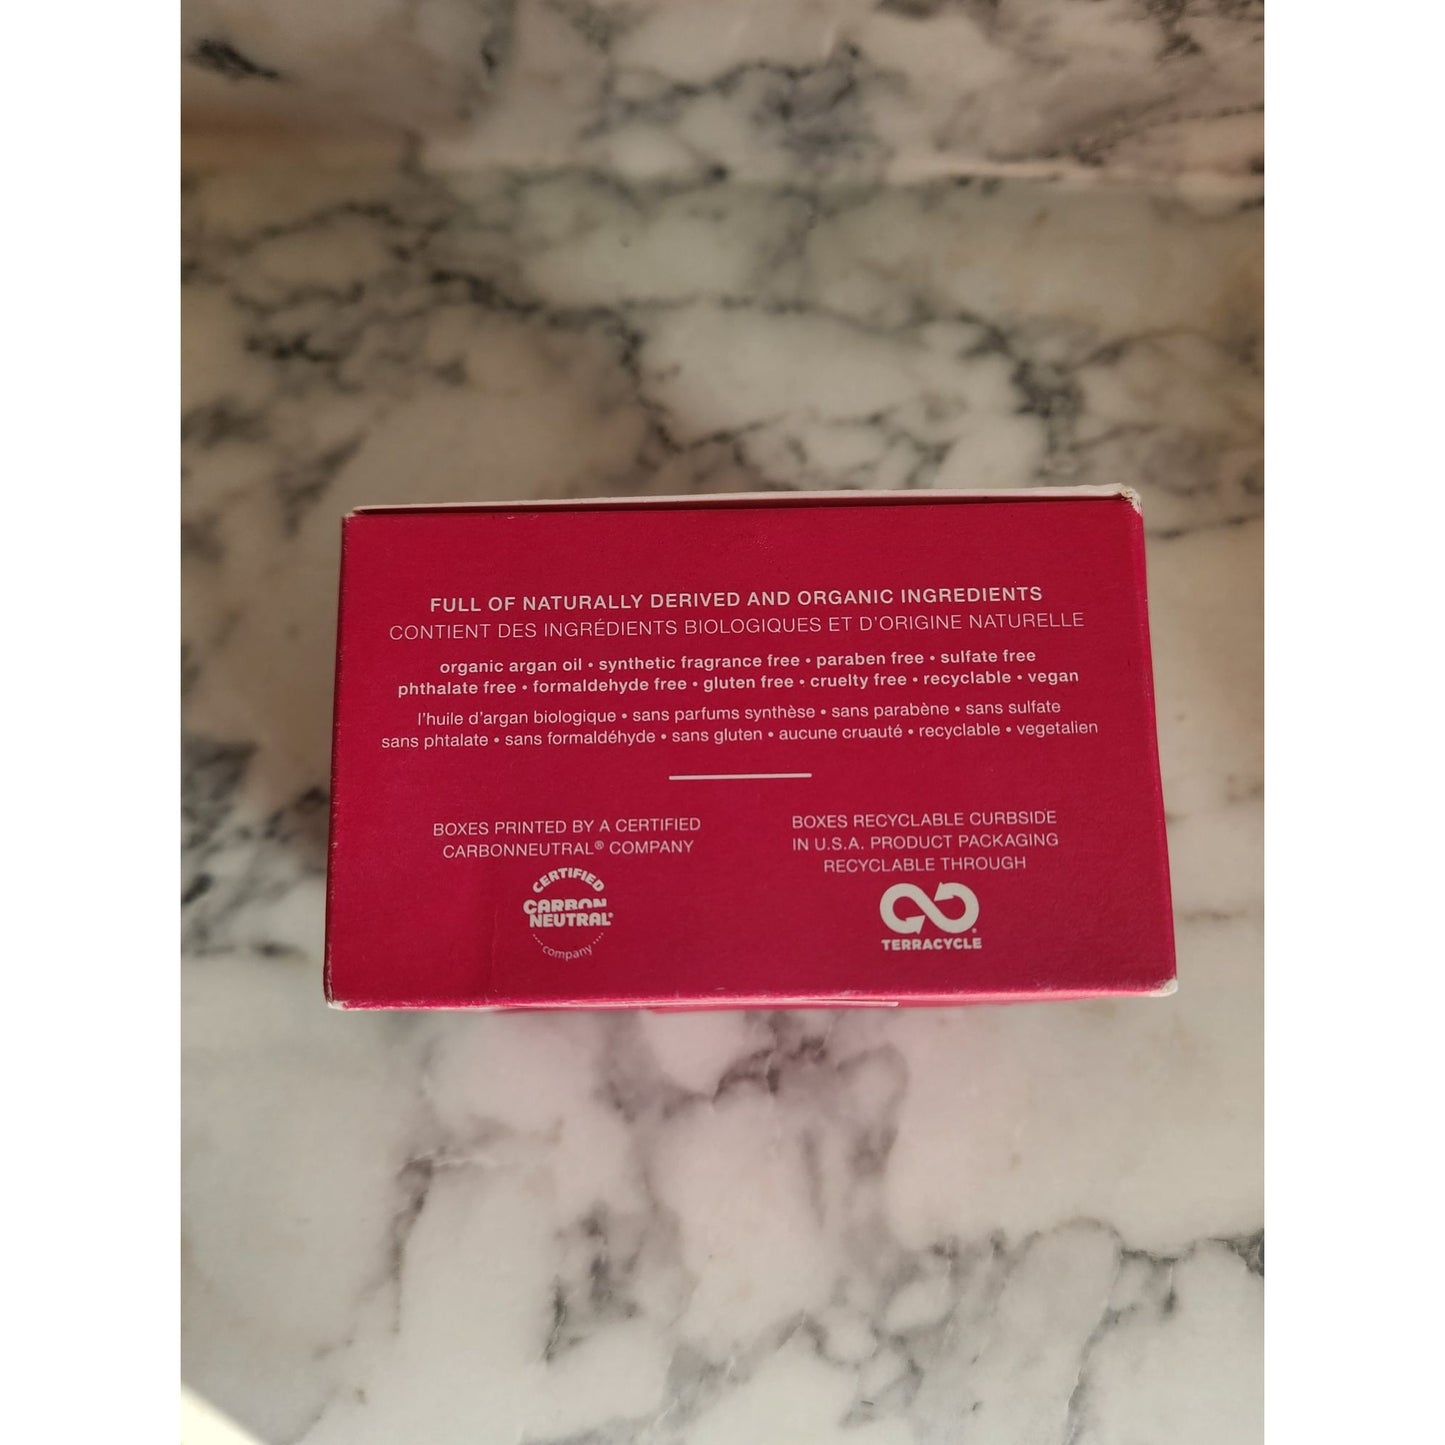 FULL OF NATURALLY DERIVED AND ORGANIC INGREDIENTS
CONTIENT DES INGRÉDIENTS BIOLOGIQUES ET D'ORIGINE NATURELLE
organic argan oil • synthetic fragrance free • paraben free • sulfate free
phthalate free • formaldehyde free • gluten free • cruelty free • recyclable • vegan
l'huile d'argan biologique • sans parfums synthèse • sans parabène • sans sulfate
sans phtalate • sans formaldéhyde • sans gluten • aucune cruauté • recyclable • vegetalien
BOXES PRINTED BY A CERTIFIED
CARBONNEUTRAL® COMPANY
CERTIFIED
CARBON
NEUTRAL®
company
BOXES RECYCLABLE CURBSIDE
IN U.S.A. PRODUCT PACKAGING
RECYCLABLE THROUGH
TERRACYCLE®